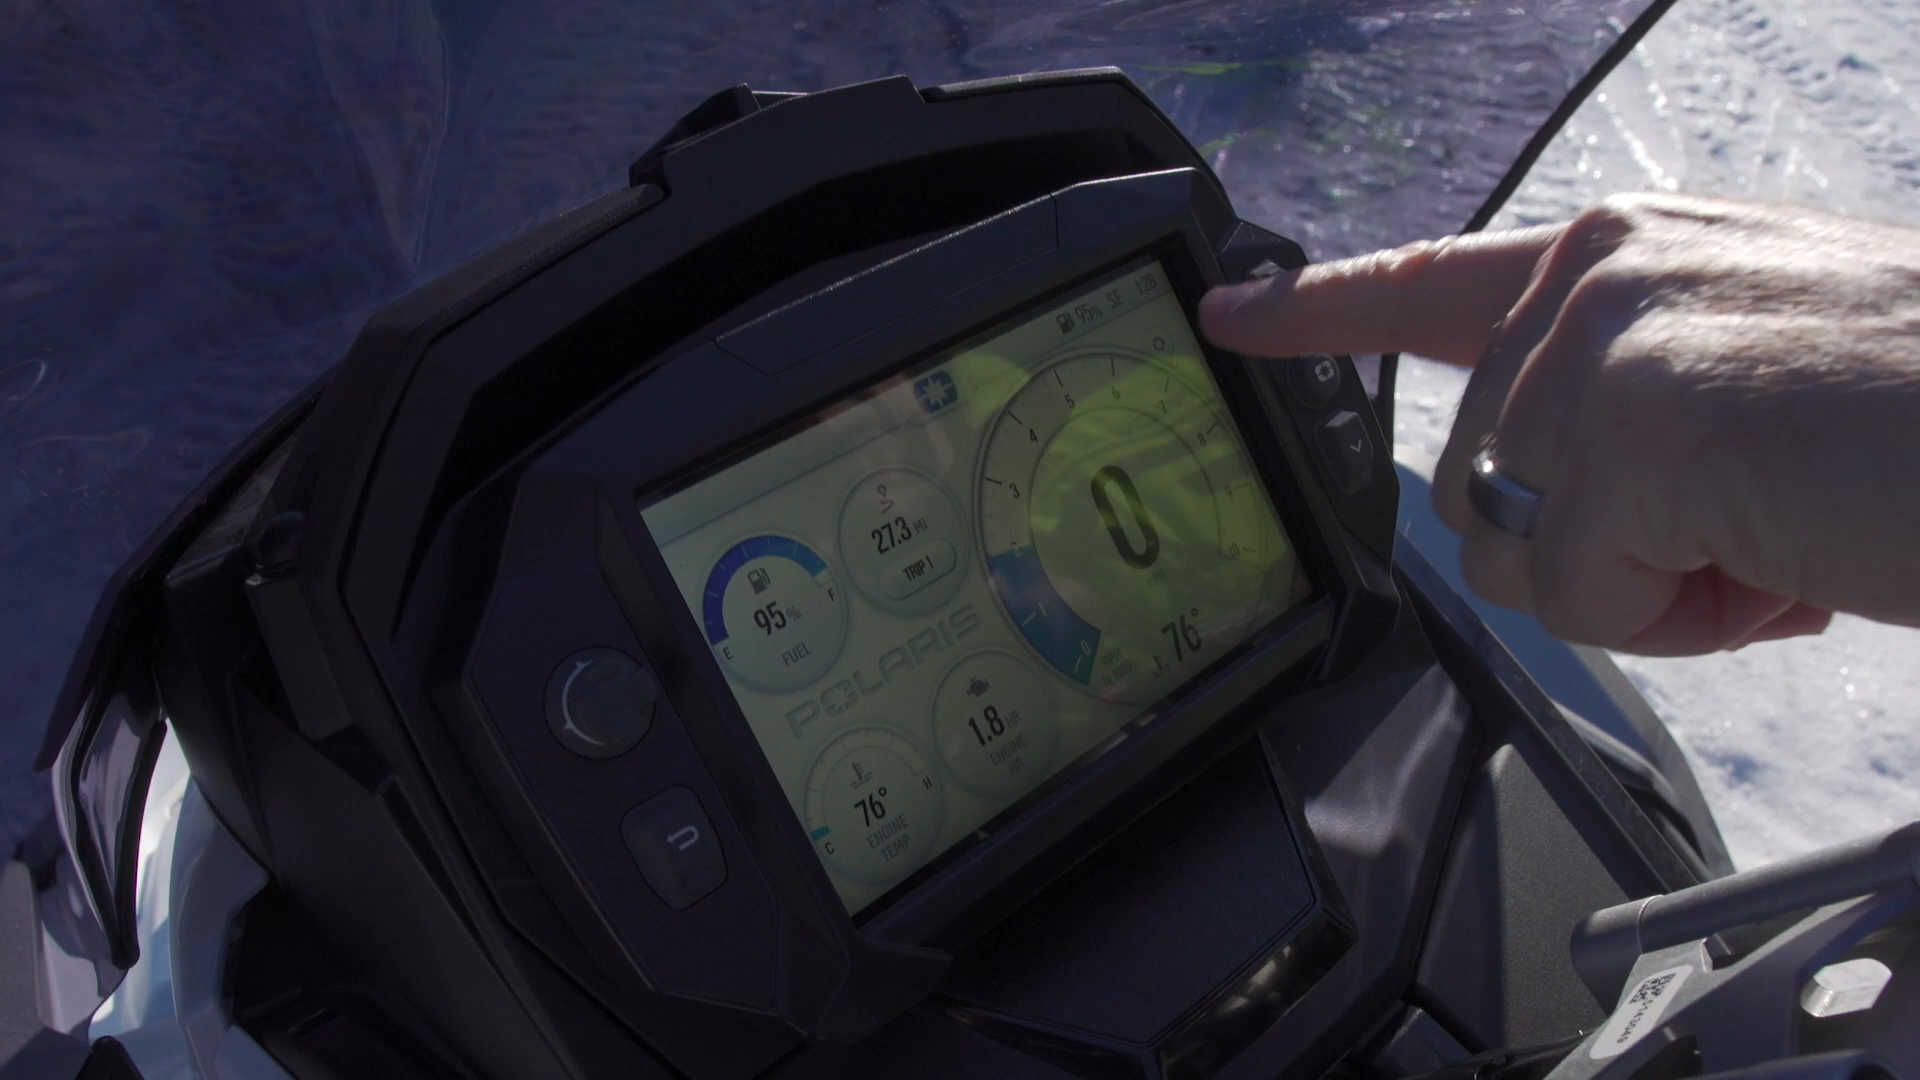 95% SE 1:28
5 6 7
4 8
3 9
2 10
1
0
0
RPM
76°
27.3 MI
TRIP 1
95 %
E F
FUEL
POLARIS
1.8 HR
ENGINE
HR
76°
C H
ENGINE
TEMP